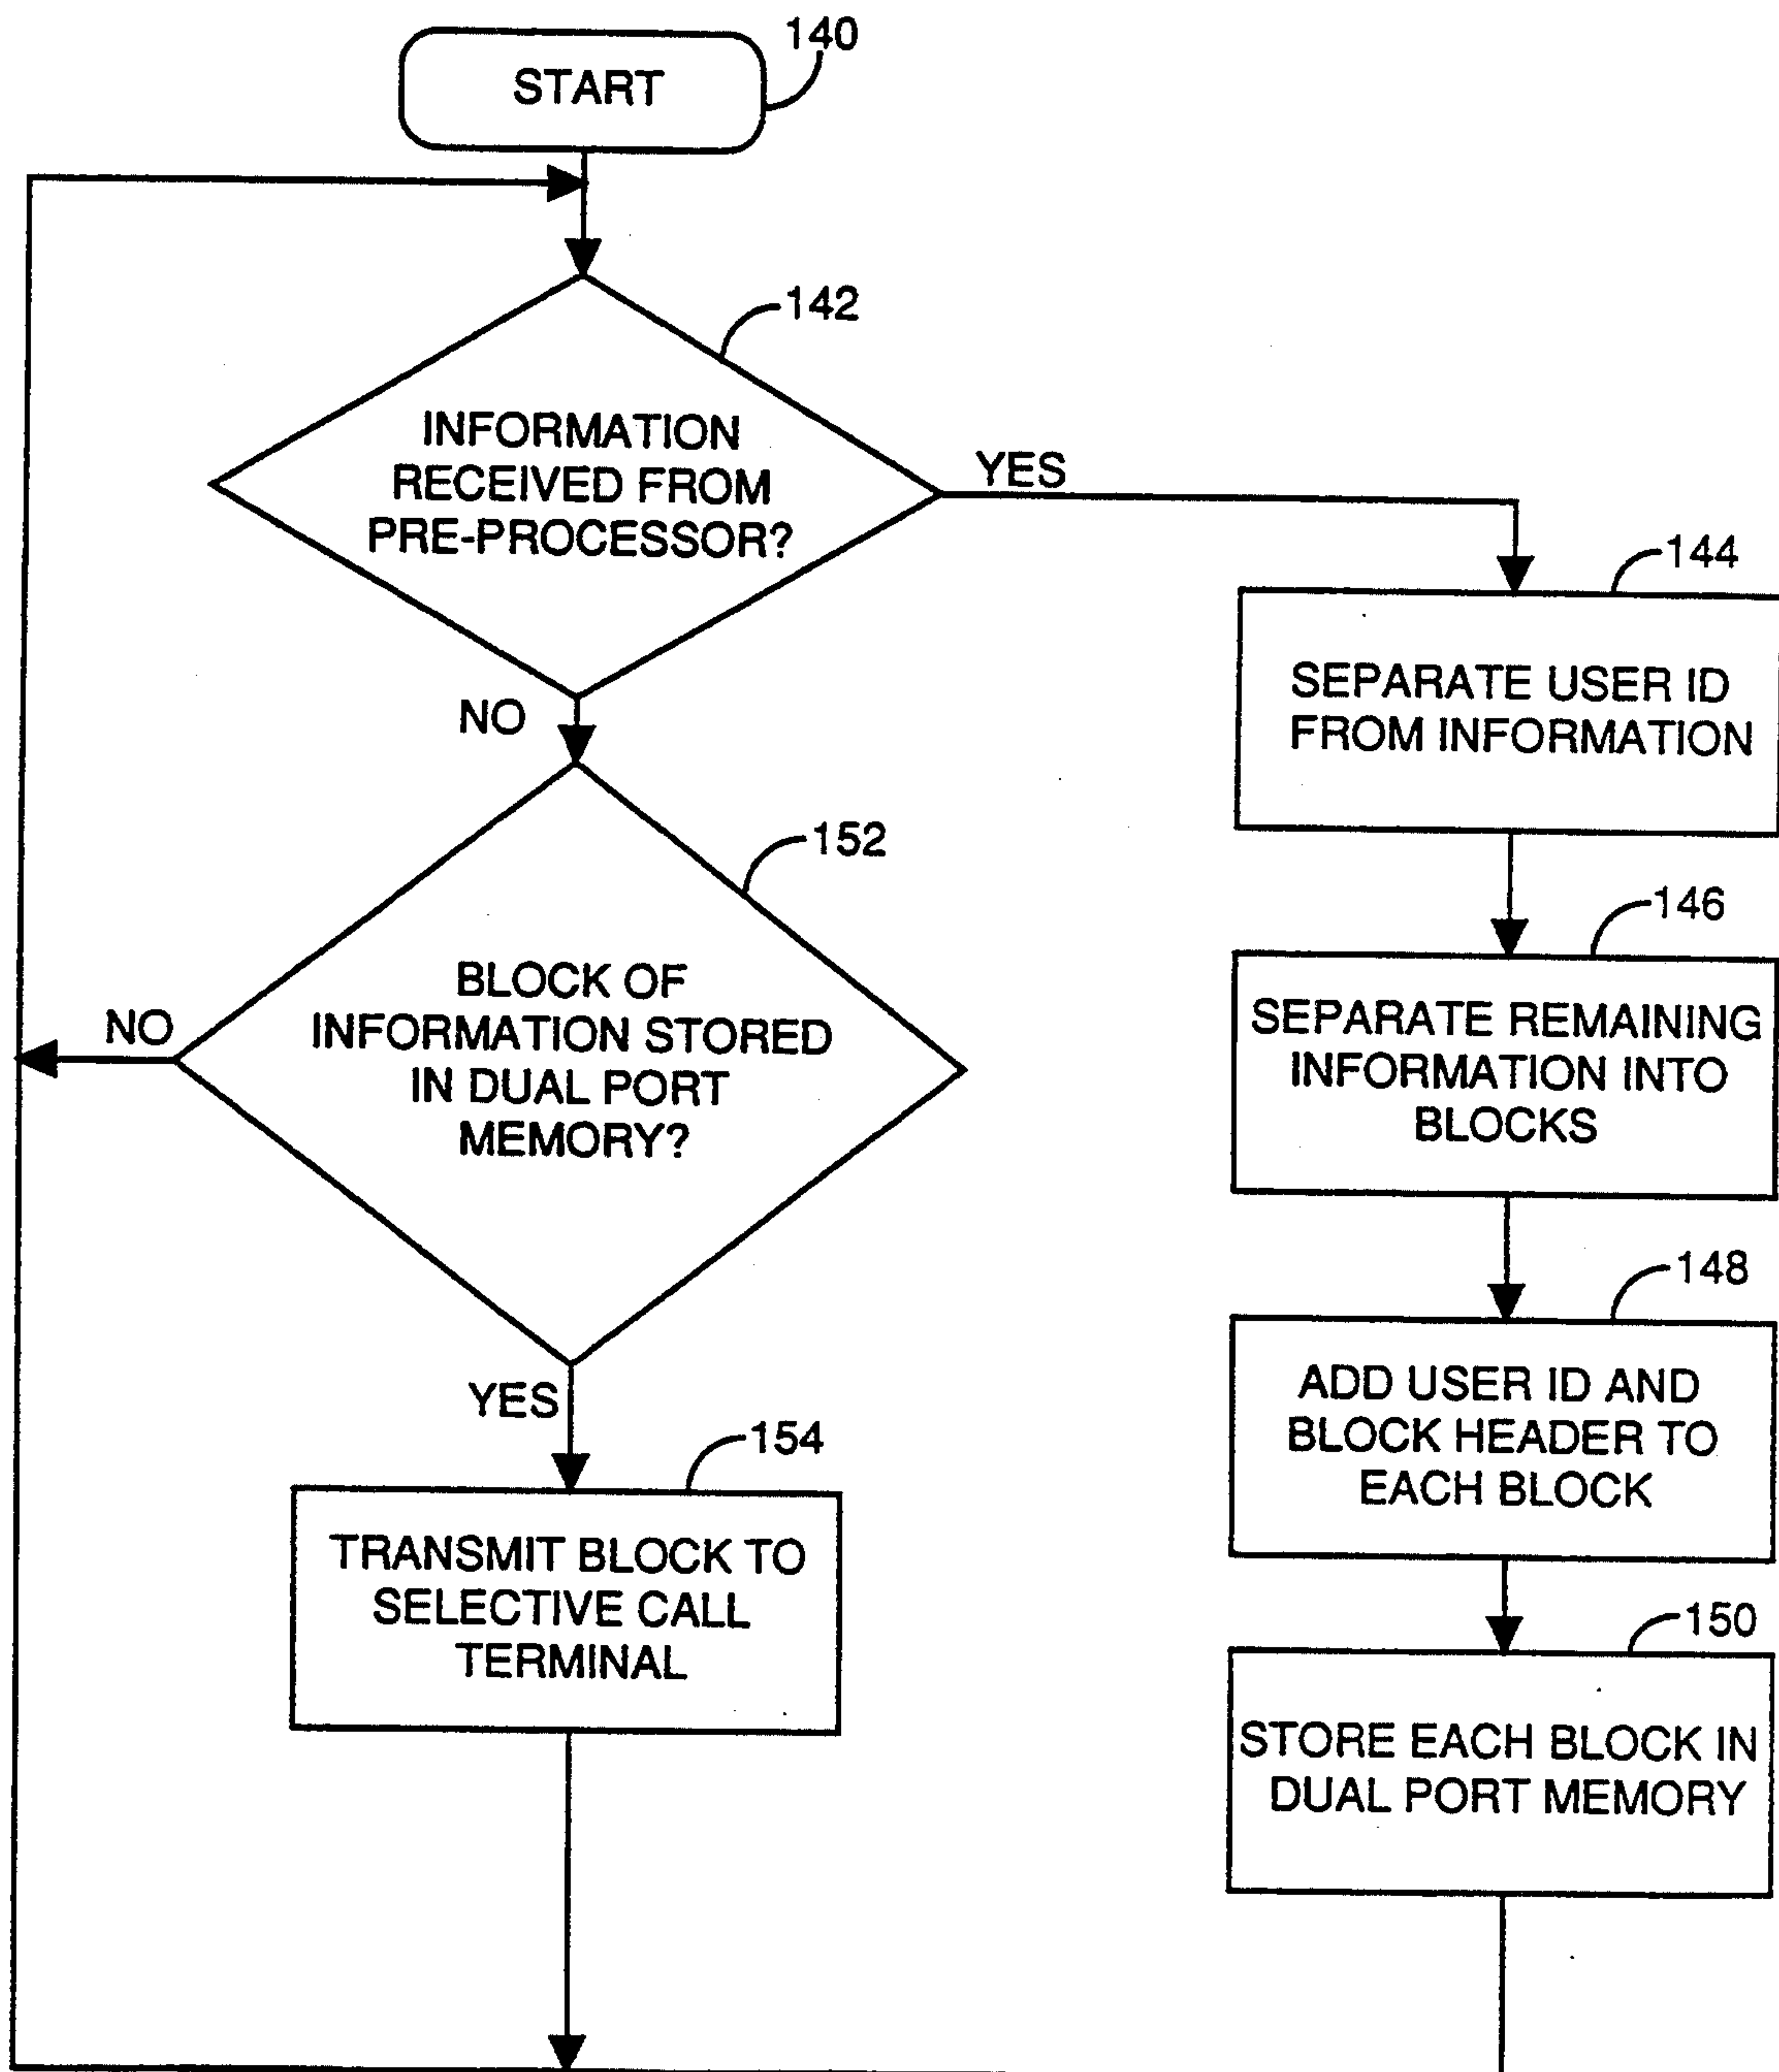 140
START
142
INFORMATION
RECEIVED FROM
PRE-PROCESSOR?
YES
NO
144
SEPARATE USER ID
FROM INFORMATION
152
BLOCK OF
INFORMATION STORED
IN DUAL PORT
MEMORY?
NO
YES
146
SEPARATE REMAINING
INFORMATION INTO
BLOCKS
148
ADD USER ID AND
BLOCK HEADER TO
EACH BLOCK
154
TRANSMIT BLOCK TO
SELECTIVE CALL
TERMINAL
150
STORE EACH BLOCK IN
DUAL PORT MEMORY